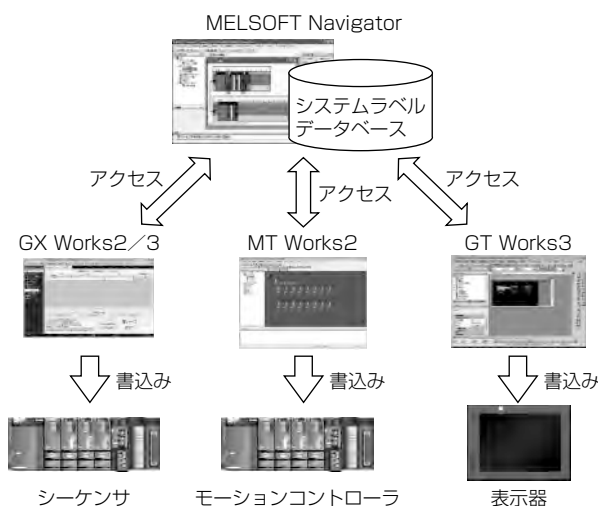 MELSOFT Navigator
システムラベル
データベース
アクセス
アクセス
アクセス
GX Works2／3
MT Works2
GT Works3
書込み
書込み
書込み
シーケンサ
モーションコントローラ
表示器